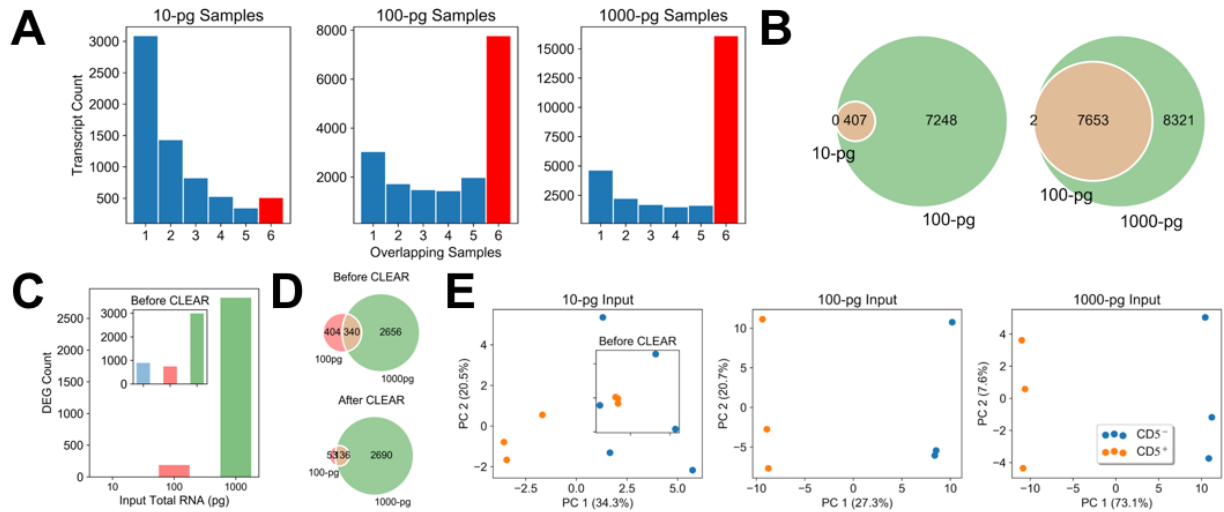 A
10-pg Samples
100-pg Samples
1000-pg Samples
Transcript Count
3000
2500
2000
1500
1000
500
8000
6000
4000
2000
15000
12500
10000
7500
5000
2500
1 2 3 4 5 6
1 2 3 4 5 6
1 2 3 4 5 6
Overlapping Samples
B
0 407 7248
10-pg
100-pg
2 7653 8321
100-pg
1000-pg
C
DEG Count
2500
2000
1500
1000
500
0
Before CLEAR
3000
2000
1000
0
10 100 1000
Input Total RNA (pg)
D
Before CLEAR
404 340 2656
100pg
1000pg
After CLEAR
53 136 2690
100-pg
1000-pg
E
10-pg Input
PC 2 (20.5%)
4
2
0
−2
Before CLEAR
−2.5 0.0 2.5 5.0
PC 1 (34.3%)
100-pg Input
PC 2 (20.7%)
10
5
0
−5
−10 0 10
PC 1 (27.3%)
1000-pg Input
PC 2 (7.6%)
4
2
0
−2
−4
CD5⁻
CD5⁺
−10 0 10
PC 1 (73.1%)